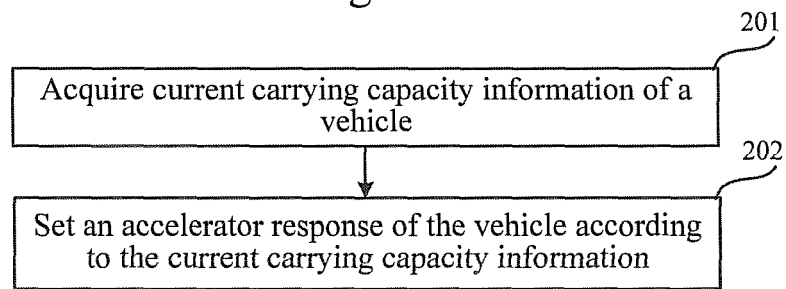 201
Acquire current carrying capacity information of a
vehicle
202
Set an accelerator response of the vehicle according
to the current carrying capacity information